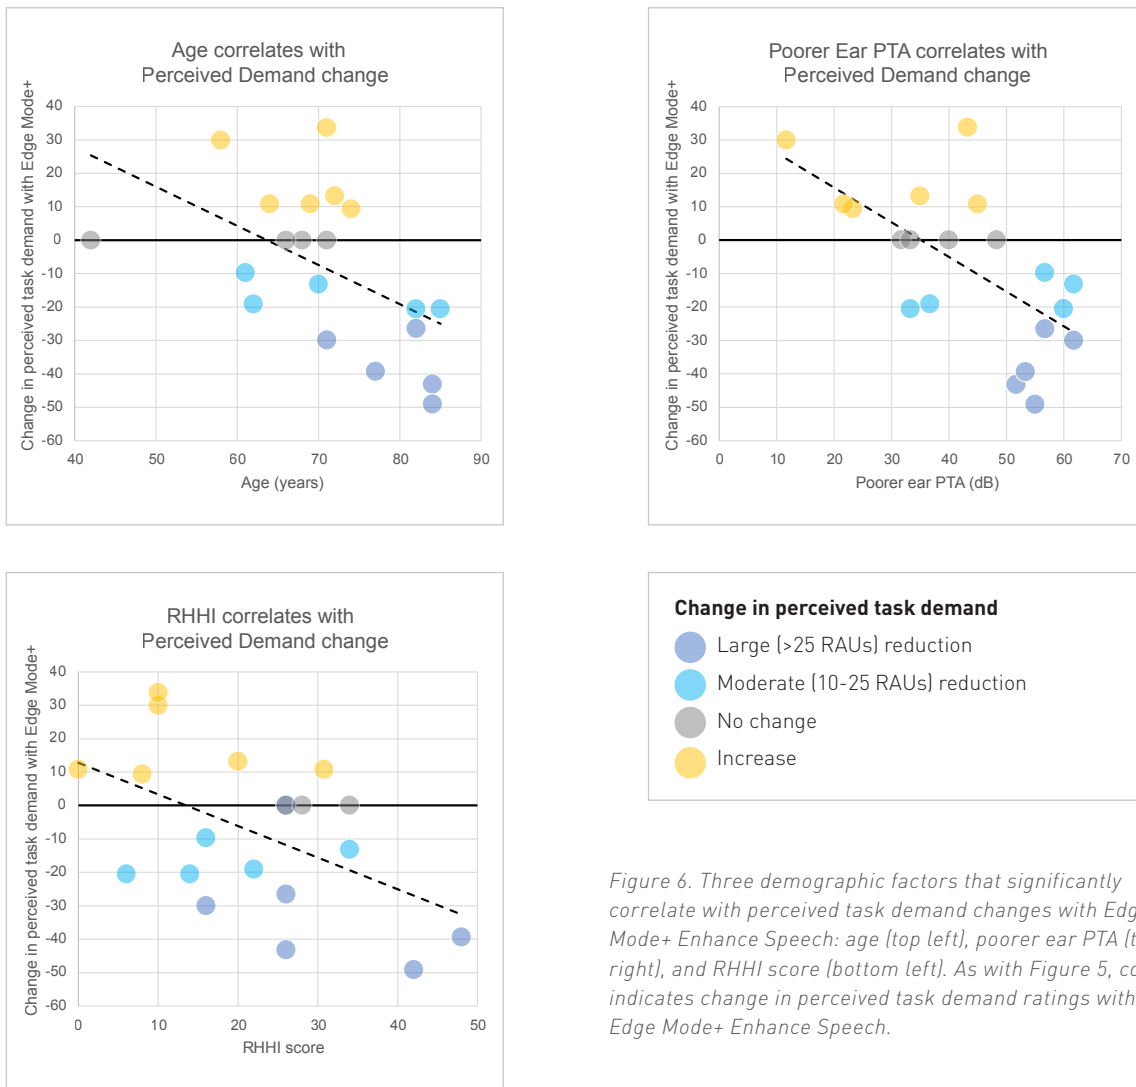 Age correlates with
Perceived Demand change
Change in perceived task demand with Edge Mode+
40
30
20
10
0
-10
-20
-30
-40
-50
-60
40 50 60 70 80 90
Age (years)
Poorer Ear PTA correlates with
Perceived Demand change
Change in perceived task demand with Edge Mode+
40
30
20
10
0
-10
-20
-30
-40
-50
-60
0 10 20 30 40 50 60 70
Poorer ear PTA (dB)
RHHI correlates with
Perceived Demand change
Change in perceived task demand with Edge Mode+
40
30
20
10
0
-10
-20
-30
-40
-50
-60
0 10 20 30 40 50
RHHI score
Change in perceived task demand
Large (>25 RAUs) reduction
Moderate (10-25 RAUs) reduction
No change
Increase
Figure 6. Three demographic factors that significantly
correlate with perceived task demand changes with
Mode+ Enhance Speech: age (top left), poorer ear PTA
right), and RHHI score (bottom left). As with Figure 5,
indicates change in perceived task demand ratings with
Edge Mode+ Enhance Speech.